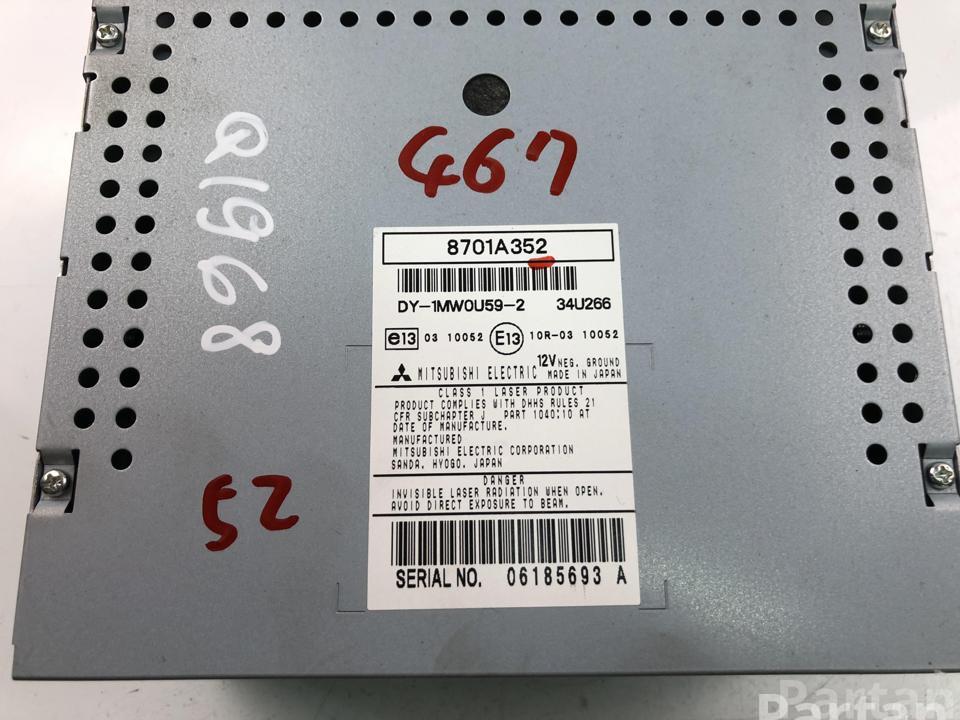 467
Q1968
8701A352
DY-1MW0U59-2 34U266
e13 03 10052 E13 10R-03 10052
MITSUBISHI ELECTRIC 12V NEG. GROUND
MADE IN JAPAN
CLASS 1 LASER PRODUCT
PRODUCT COMPLIES WITH DHHS RULES 21
CFR SUBCHAPTER J PART 1040:10 AT
DATE OF MANUFACTURE.
MANUFACTURED
MITSUBISHI ELECTRIC CORPORATION
SANDA. HYOGO. JAPAN
DANGER
INVISIBLE LASER RADIATION WHEN OPEN.
AVOID DIRECT EXPOSURE TO BEAM.
52
SERIAL NO. 06185693 A
Partan
Partan